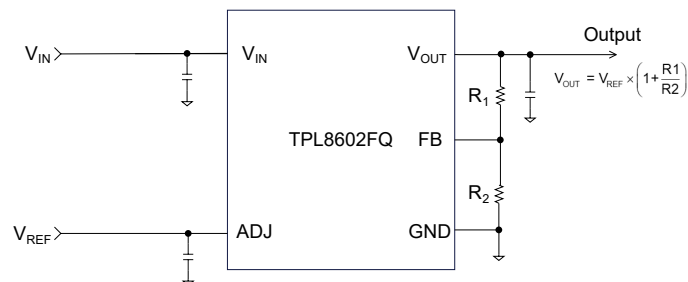 Output
V_IN V_IN V_OUT
V_OUT = V_REF × (1+R1/R2)
R_1
TPL8602FQ FB
R_2
V_REF ADJ GND